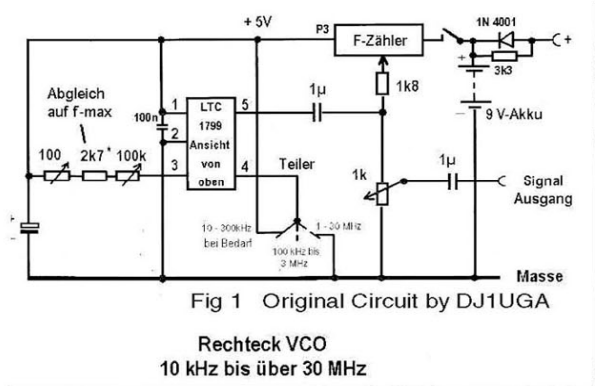 + 5V
P3
F-Zähler
1N 4001
+
+
3k3
1k8
1µ
9 V-Akku
–
Abgleich
auf f-max
100n
1
2
3
5
4
LTC
1799
Ansicht
von
oben
100
2k7*
100k
Teiler
1k
1µ
Signal
Ausgang
10 - 300kHz
bei Bedarf
1 - 30 MHz
100 kHz bis
3 MHz
+
–
Masse
Fig 1 Original Circuit by DJ1UGA
Rechteck VCO
10 kHz bis über 30 MHz